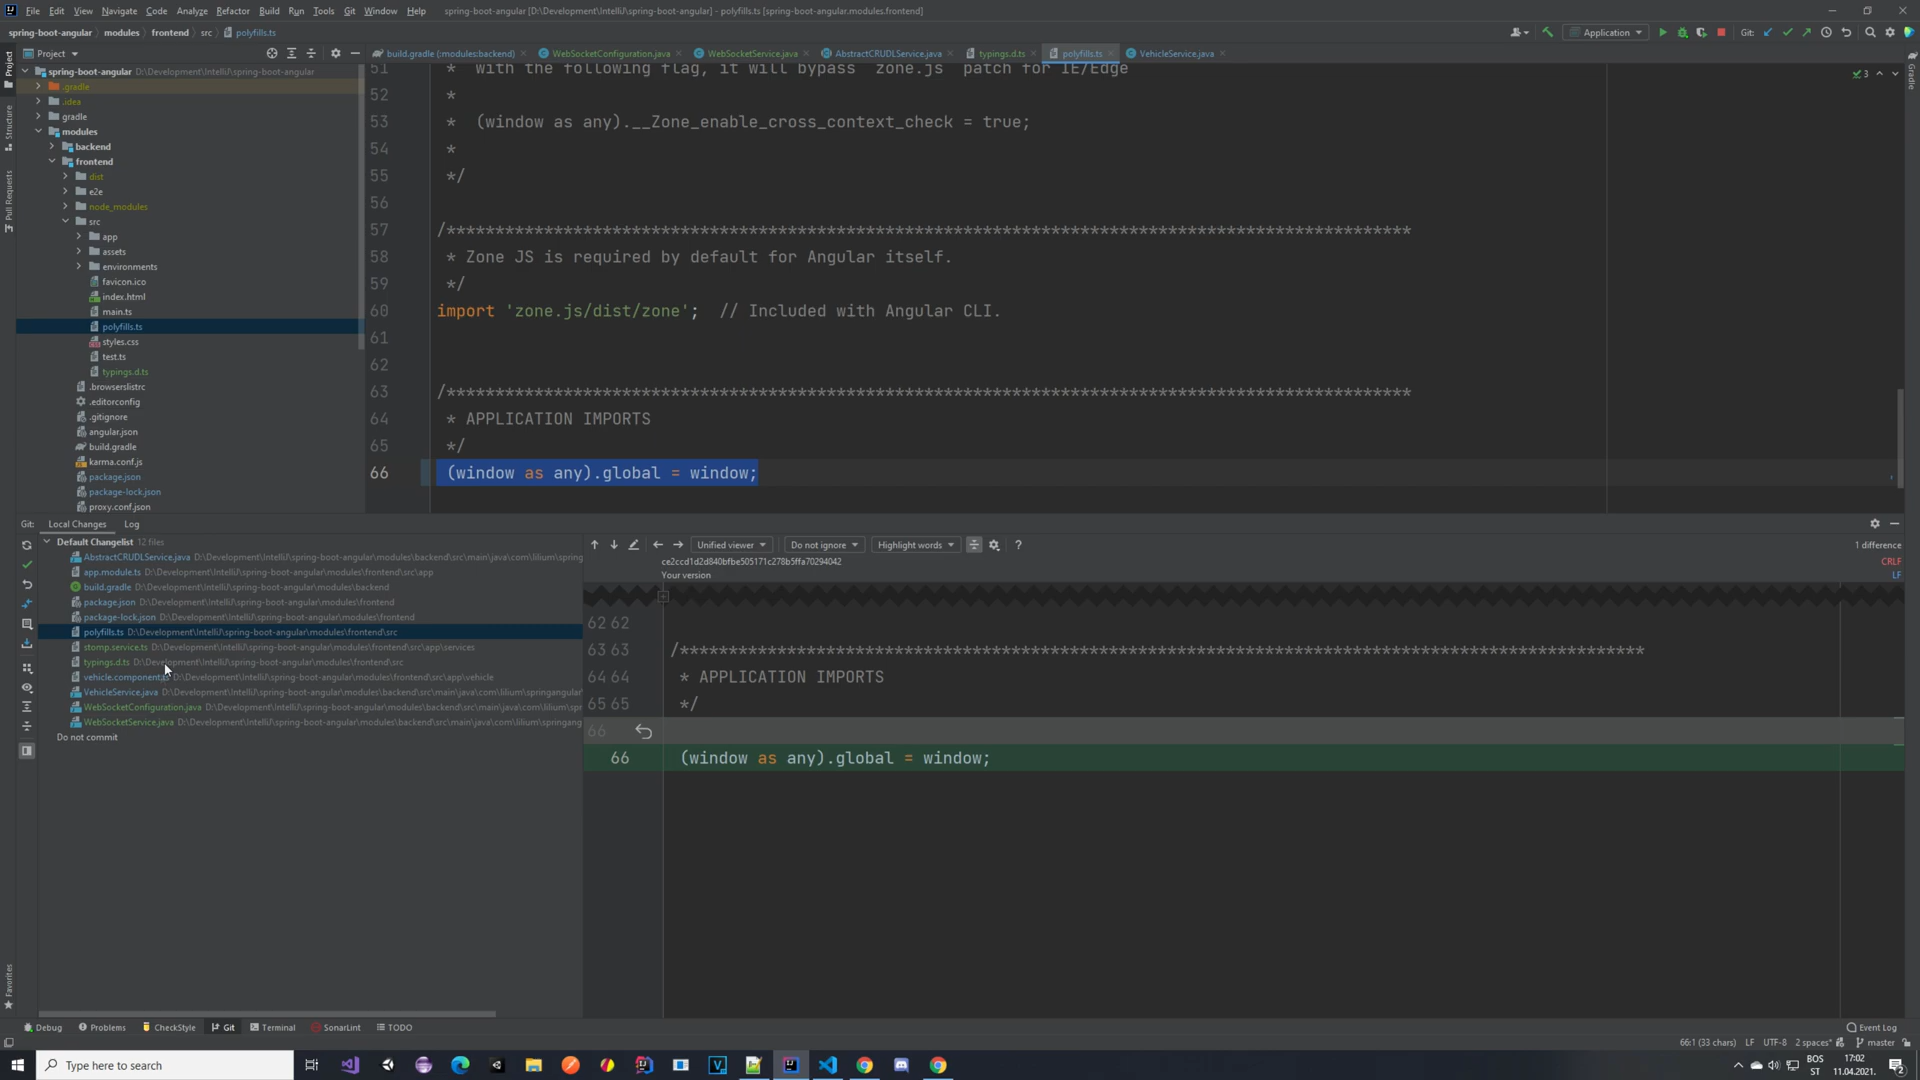 File Edit View Navigate Code Analyze Refactor Build Run Tools Git Window Help spring-boot-angular [D:\Development\IntelliJ\spring-boot-angular] - polyfills.ts [spring-boot-angular.modules.frontend]
spring-boot-angular modules frontend src polyfills.ts Application Git:
Project build.gradle (:modules:backend) WebSocketConfiguration.java WebSocketService.java AbstractCRUDLService.java typings.d.ts polyfills.ts VehicleService.java
Project
Structure
Pull Requests
Favorites
Gradle
spring-boot-angular D:\Development\IntelliJ\spring-boot-angular
.gradle
.idea
gradle
modules
backend
frontend
dist
e2e
node_modules
src
app
assets
environments
favicon.ico
index.html
main.ts
polyfills.ts
styles.css
test.ts
typings.d.ts
.browserslistrc
.editorconfig
.gitignore
angular.json
build.gradle
karma.conf.js
package.json
package-lock.json
proxy.conf.json
3
51 * with the following flag, it will bypass `zone.js` patch for IE/Edge
52 *
53 * (window as any).__Zone_enable_cross_context_check = true;
54 *
55 */
56
57 /***************************************************************************************************
58 * Zone JS is required by default for Angular itself.
59 */
60 import 'zone.js/dist/zone'; // Included with Angular CLI.
61
62
63 /***************************************************************************************************
64 * APPLICATION IMPORTS
65 */
66 (window as any).global = window;
Git: Local Changes Log
Default Changelist 12 files
AbstractCRUDLService.java D:\Development\IntelliJ\spring-boot-angular\modules\backend\src\main\java\com\lilium\spring
app.module.ts D:\Development\IntelliJ\spring-boot-angular\modules\frontend\src\app
build.gradle D:\Development\IntelliJ\spring-boot-angular\modules\backend
package.json D:\Development\IntelliJ\spring-boot-angular\modules\frontend
package-lock.json D:\Development\IntelliJ\spring-boot-angular\modules\frontend
polyfills.ts D:\Development\IntelliJ\spring-boot-angular\modules\frontend\src
stomp.service.ts D:\Development\IntelliJ\spring-boot-angular\modules\frontend\src\app\services
typings.d.ts D:\Development\IntelliJ\spring-boot-angular\modules\frontend\src
vehicle.component.ts D:\Development\IntelliJ\spring-boot-angular\modules\frontend\src\app\vehicle
VehicleService.java D:\Development\IntelliJ\spring-boot-angular\modules\backend\src\main\java\com\lilium\springangular
WebSocketConfiguration.java D:\Development\IntelliJ\spring-boot-angular\modules\backend\src\main\java\com\lilium\spr
WebSocketService.java D:\Development\IntelliJ\spring-boot-angular\modules\backend\src\main\java\com\lilium\springang
Do not commit
Unified viewer Do not ignore Highlight words ? 1 difference
ce2ccd1d2d840bfbe505171c278b5ffa70294042 CRLF
Your version LF
62 62
63 63 /***************************************************************************************************
64 64 * APPLICATION IMPORTS
65 65 */
66
66 (window as any).global = window;
Debug Problems CheckStyle Git Terminal SonarLint TODO Event Log
66:1 (33 chars) LF UTF-8 2 spaces* master
Type here to search
BOS 17:02
ST 11.04.2021.
2